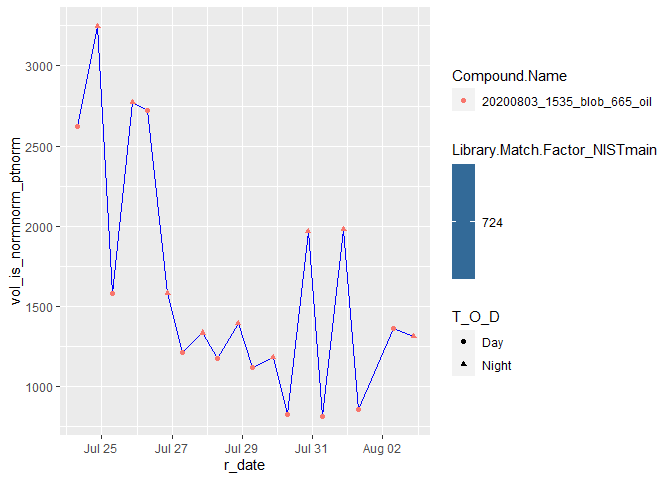 vol_is_normnorm_ptnorm
3000
2500
2000
1500
1000
Jul 25
Jul 27
Jul 29
Jul 31
Aug 02
r_date
Compound.Name
20200803_1535_blob_665_oil
Library.Match.Factor_NISTmain
724
T_O_D
Day
Night